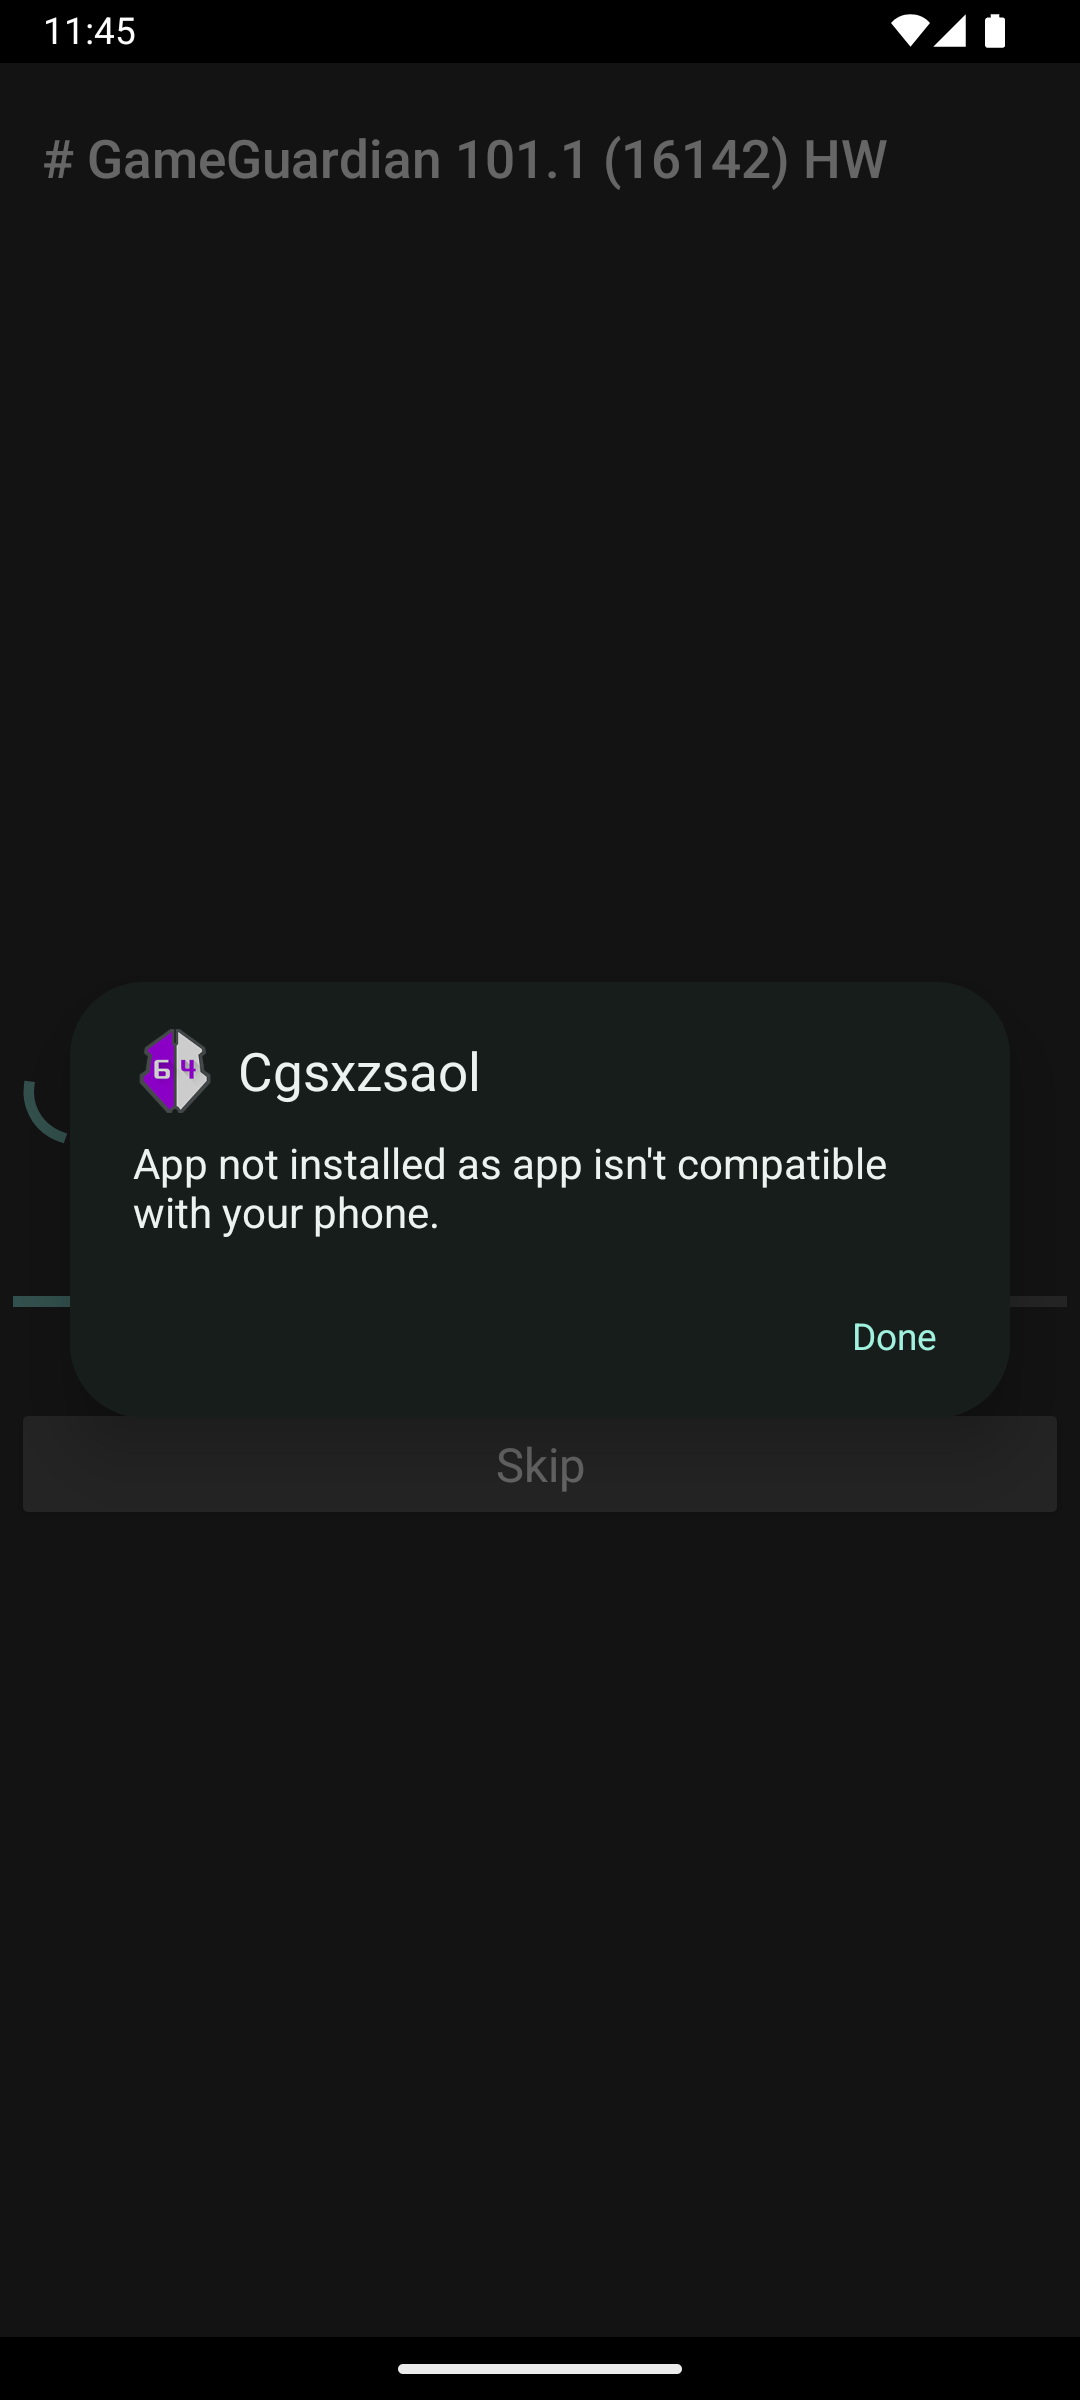 11:45
# GameGuardian 101.1 (16142) HW
64 Cgsxzsaol
App not installed as app isn't compatible
with your phone.
Done
Skip